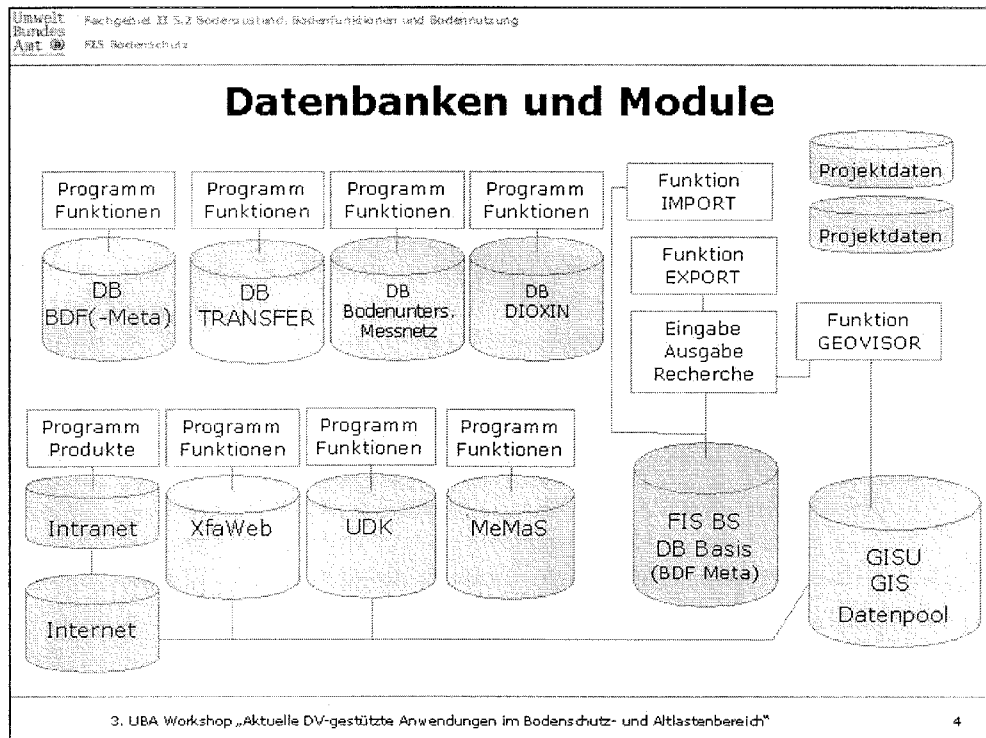 Umwelt
Bundes
Amt
Fachgebiet II 5.2 Bodenzustand, Bodenfunktionen und Bodennutzung
FIS Bodenschutz
Datenbanken und Module
Programm
Funktionen
DB
BDF(-Meta)
Programm
Funktionen
DB
TRANSFER
Programm
Funktionen
DB
Bodenunters.
Messnetz
Programm
Funktionen
DB
DIOXIN
Funktion
IMPORT
Funktion
EXPORT
Eingabe
Ausgabe
Recherche
Projektdaten
Projektdaten
Funktion
GEOVISOR
Programm
Produkte
Intranet
Internet
Programm
Funktionen
XfaWeb
Programm
Funktionen
UDK
Programm
Funktionen
MeMaS
FIS BS
DB Basis
(BDF Meta)
GISU
GIS
Datenpool
3. UBA Workshop „Aktuelle DV-gestützte Anwendungen im Bodenschutz- und Altlastenbereich“
4